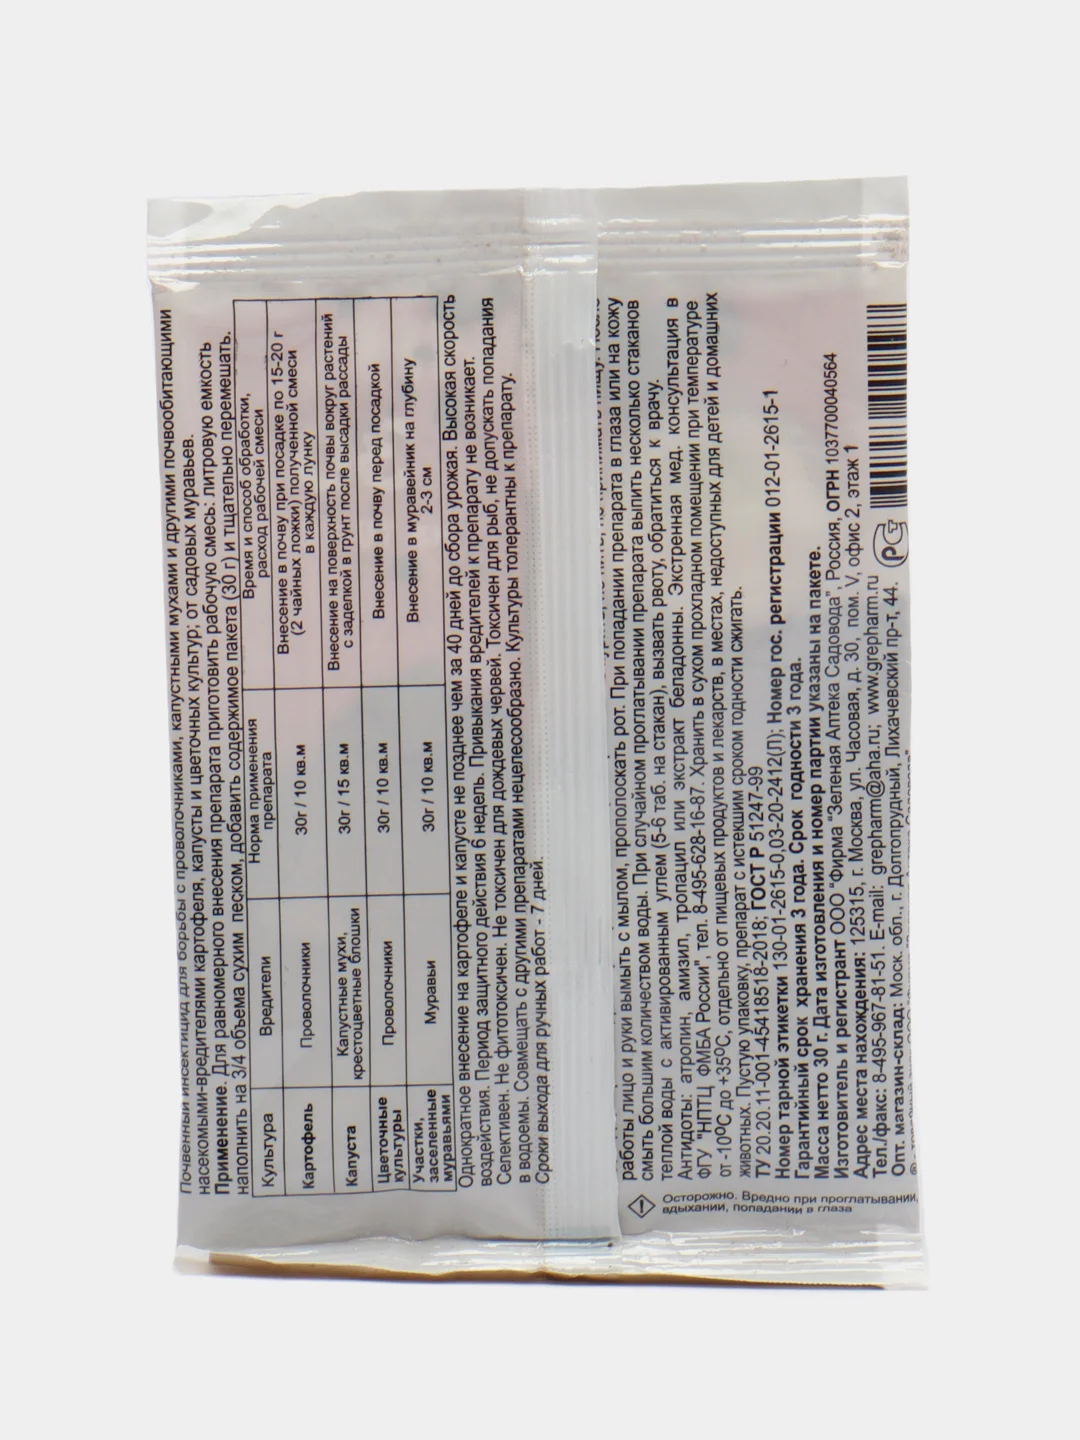 Почвенный инсектицид для борьбы с проволочниками, капустными мухами и другими почвообитающими
насекомыми-вредителями картофеля, капусты и цветочных культур; от садовых муравьев.
Применение. Для равномерного внесения препарата приготовить рабочую смесь: литровую емкость
наполнить на 3/4 объема сухим песком, добавить содержимое пакета (30 г) и тщательно перемешать.
Культура Вредители Норма применения препарата Время и способ обработки, расход рабочей смеси
Картофель Проволочники 30г / 10 кв.м Внесение в почву при посадке по 15-20 г (2 чайных ложки) полученной смеси в каждую лунку
Капуста Капустные мухи, крестоцветные блошки 30г / 15 кв.м Внесение на поверхность почвы вокруг растений с заделкой в грунт после высадки рассады
Цветочные культуры Проволочники 30г / 10 кв.м Внесение в почву перед посадкой
Участки, заселенные муравьями Муравьи 30г / 10 кв.м Внесение в муравейник на глубину 2-3 см
Однократное внесение на картофеле и капусте не позднее чем за 40 дней до сбора урожая. Высокая скорость
воздействия. Период защитного действия 6 недель. Привыкания вредителей к препарату не возникает.
Селективен. Не фитотоксичен. Не токсичен для дождевых червей. Токсичен для рыб, не допускать попадания
в водоемы. Совмещать с другими препаратами нецелесообразно. Культуры толерантны к препарату.
Сроки выхода для ручных работ - 7 дней.
работы лицо и руки вымыть с мылом, прополоскать рот. При попадании препарата в глаза или на кожу
смыть большим количеством воды. При случайном проглатывании препарата выпить несколько стаканов
теплой воды с активированным углем (5-6 таб. на стакан), вызвать рвоту, обратиться к врачу.
Антидоты: атропин, амизил, тропацил или экстракт беладонны. Экстренная мед. консультация в
ФГУ "НПТЦ ФМБА России", тел. 8-495-628-16-87. Хранить в сухом прохладном помещении при температуре
от -10°С до +35°С, отдельно от пищевых продуктов и лекарств, в местах, недоступных для детей и домашних
животных. Пустую упаковку, препарат с истекшим сроком годности сжигать.
ТУ 20.20.11-001-45418518-2018; ГОСТ Р 51247-99
Номер тарной этикетки 130-01-2615-0,03-20-2412(Л); Номер гос. регистрации 012-01-2615-1
Гарантийный срок хранения 3 года. Срок годности 3 года.
Масса нетто 30 г. Дата изготовления и номер партии указаны на пакете.
Изготовитель и регистрант ООО "Фирма "Зеленая Аптека Садовода", Россия, ОГРН 1037700040564
Адрес места нахождения: 125315, г. Москва, ул. Часовая, д. 30, пом. V, офис 2, этаж 1
Тел./факс: 8-495-967-81-51. E-mail: grepharm@aha.ru; www.grepharm.ru
Опт. магазин-склад: Моск. обл., г. Долгопрудный, Лихачевский пр-т, 44.
Осторожно. Вредно при проглатывании,
вдыхании, попадании в глаза